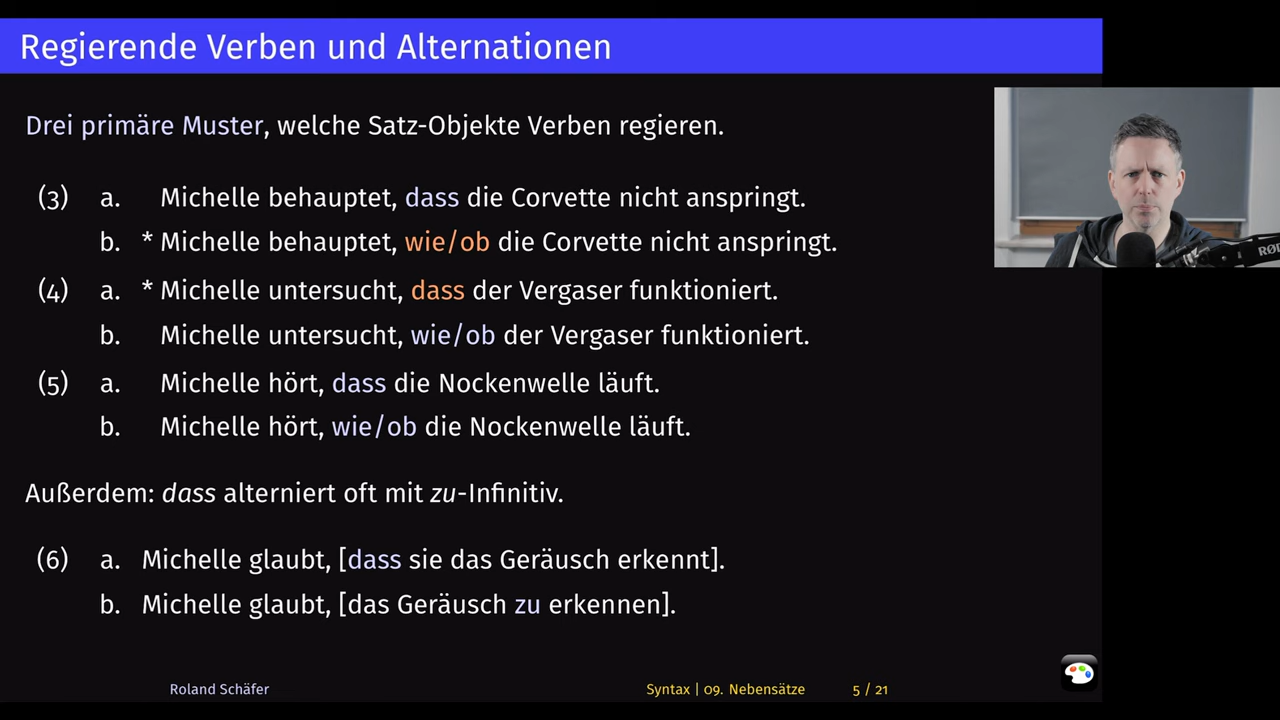 Regierende Verben und Alternationen
Drei primäre Muster, welche Satz-Objekte Verben regieren.
(3) a. Michelle behauptet, dass die Corvette nicht anspringt.
b. * Michelle behauptet, wie/ob die Corvette nicht anspringt.
(4) a. * Michelle untersucht, dass der Vergaser funktioniert.
b. Michelle untersucht, wie/ob der Vergaser funktioniert.
(5) a. Michelle hört, dass die Nockenwelle läuft.
b. Michelle hört, wie/ob die Nockenwelle läuft.
Außerdem: dass alterniert oft mit zu-Infinitiv.
(6) a. Michelle glaubt, [dass sie das Geräusch erkennt].
b. Michelle glaubt, [das Geräusch zu erkennen].
Roland Schäfer Syntax | 09. Nebensätze 5 / 21